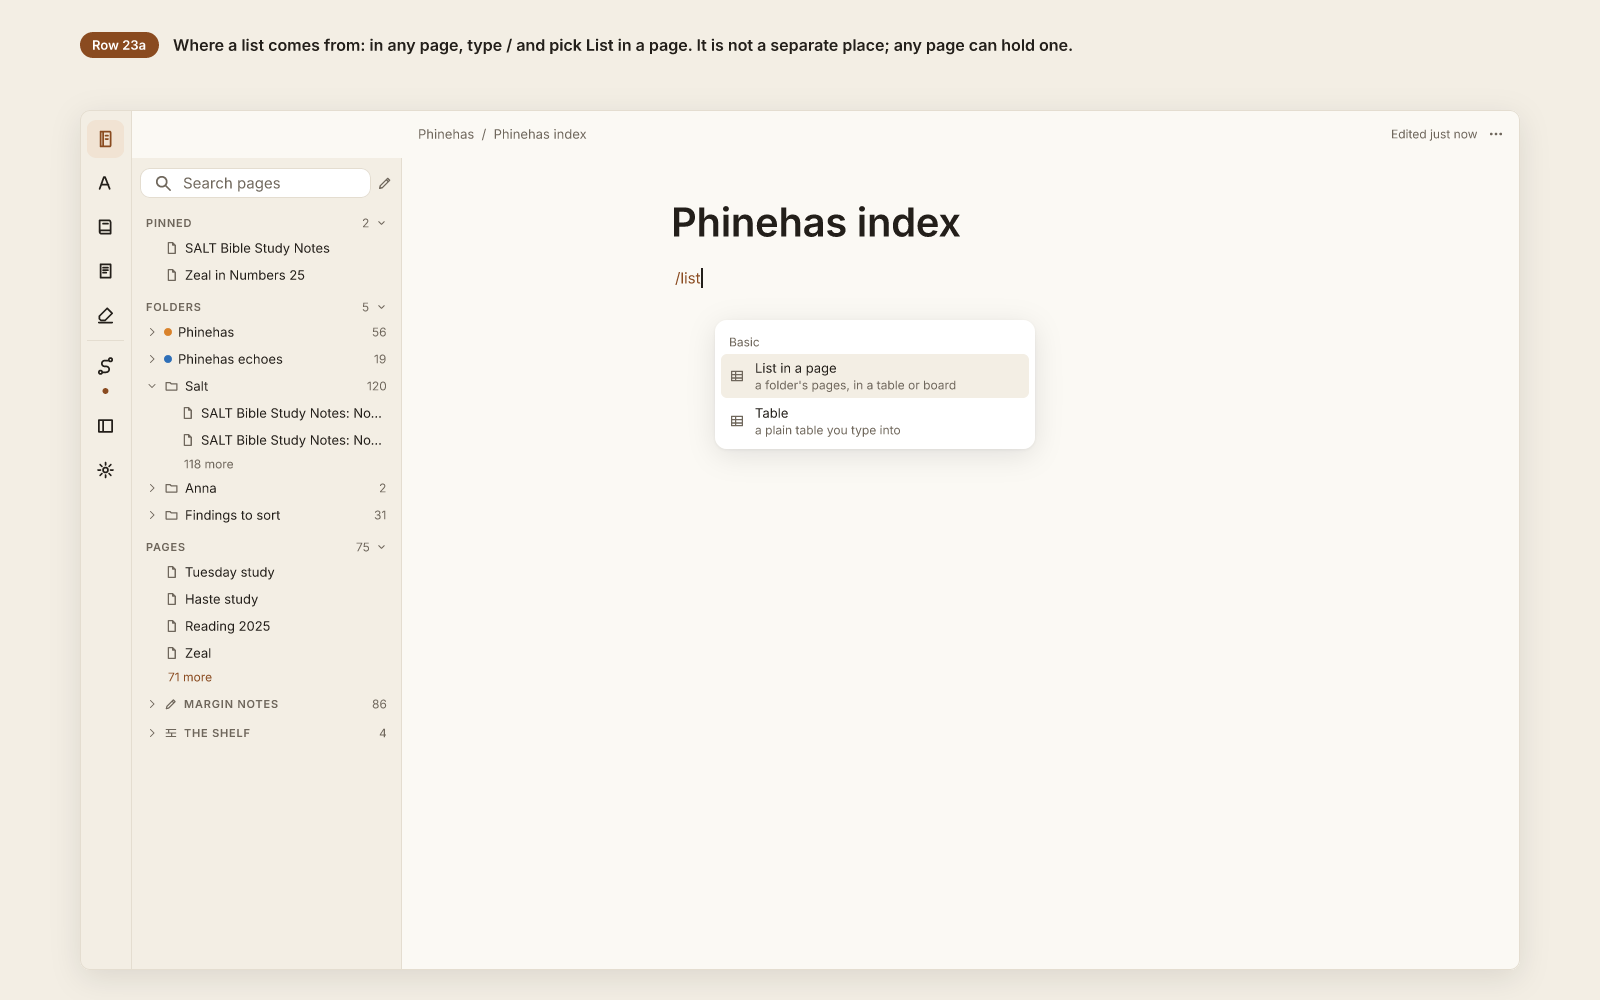 Row 23a
Where a list comes from: in any page, type / and pick List in a page. It is not a separate place; any page can hold one.
Phinehas / Phinehas index
Edited just now
Search pages
PINNED 2
SALT Bible Study Notes
Zeal in Numbers 25
FOLDERS 5
Phinehas 56
Phinehas echoes 19
Salt 120
SALT Bible Study Notes: No...
SALT Bible Study Notes: No...
118 more
Anna 2
Findings to sort 31
PAGES 75
Tuesday study
Haste study
Reading 2025
Zeal
71 more
MARGIN NOTES 86
THE SHELF 4
Phinehas index
/list
Basic
List in a page
a folder's pages, in a table or board
Table
a plain table you type into